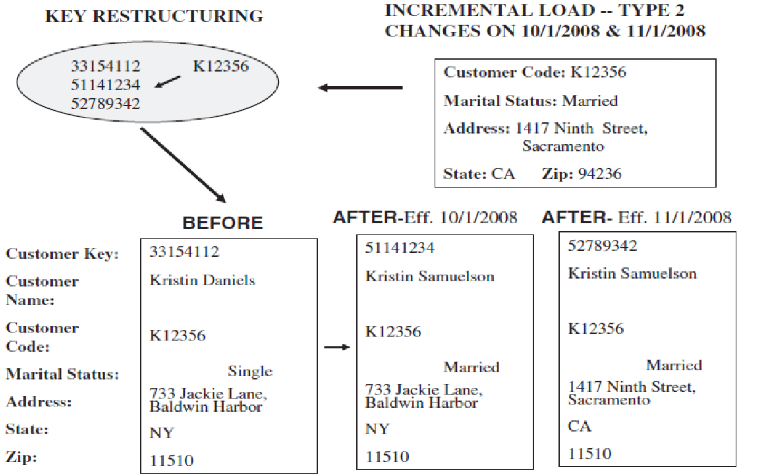 KEY RESTRUCTURING
INCREMENTAL LOAD -- TYPE 2
CHANGES ON 10/1/2008 & 11/1/2008
33154112 K12356
51141234
52789342
Customer Code: K12356
Marital Status: Married
Address: 1417 Ninth Street,
Sacramento
State: CA Zip: 94236
BEFORE AFTER-Eff. 10/1/2008 AFTER- Eff. 11/1/2008
Customer Key: 33154112 51141234 52789342
Customer Kristin Daniels Kristin Samuelson Kristin Samuelson
Name:
Customer
Code: K12356 K12356 K12356
Marital Status: Single Married Married
Address: 733 Jackie Lane, 733 Jackie Lane, 1417 Ninth Street,
Baldwin Harbor Baldwin Harbor Sacramento
State: NY NY CA
Zip: 11510 11510 11510